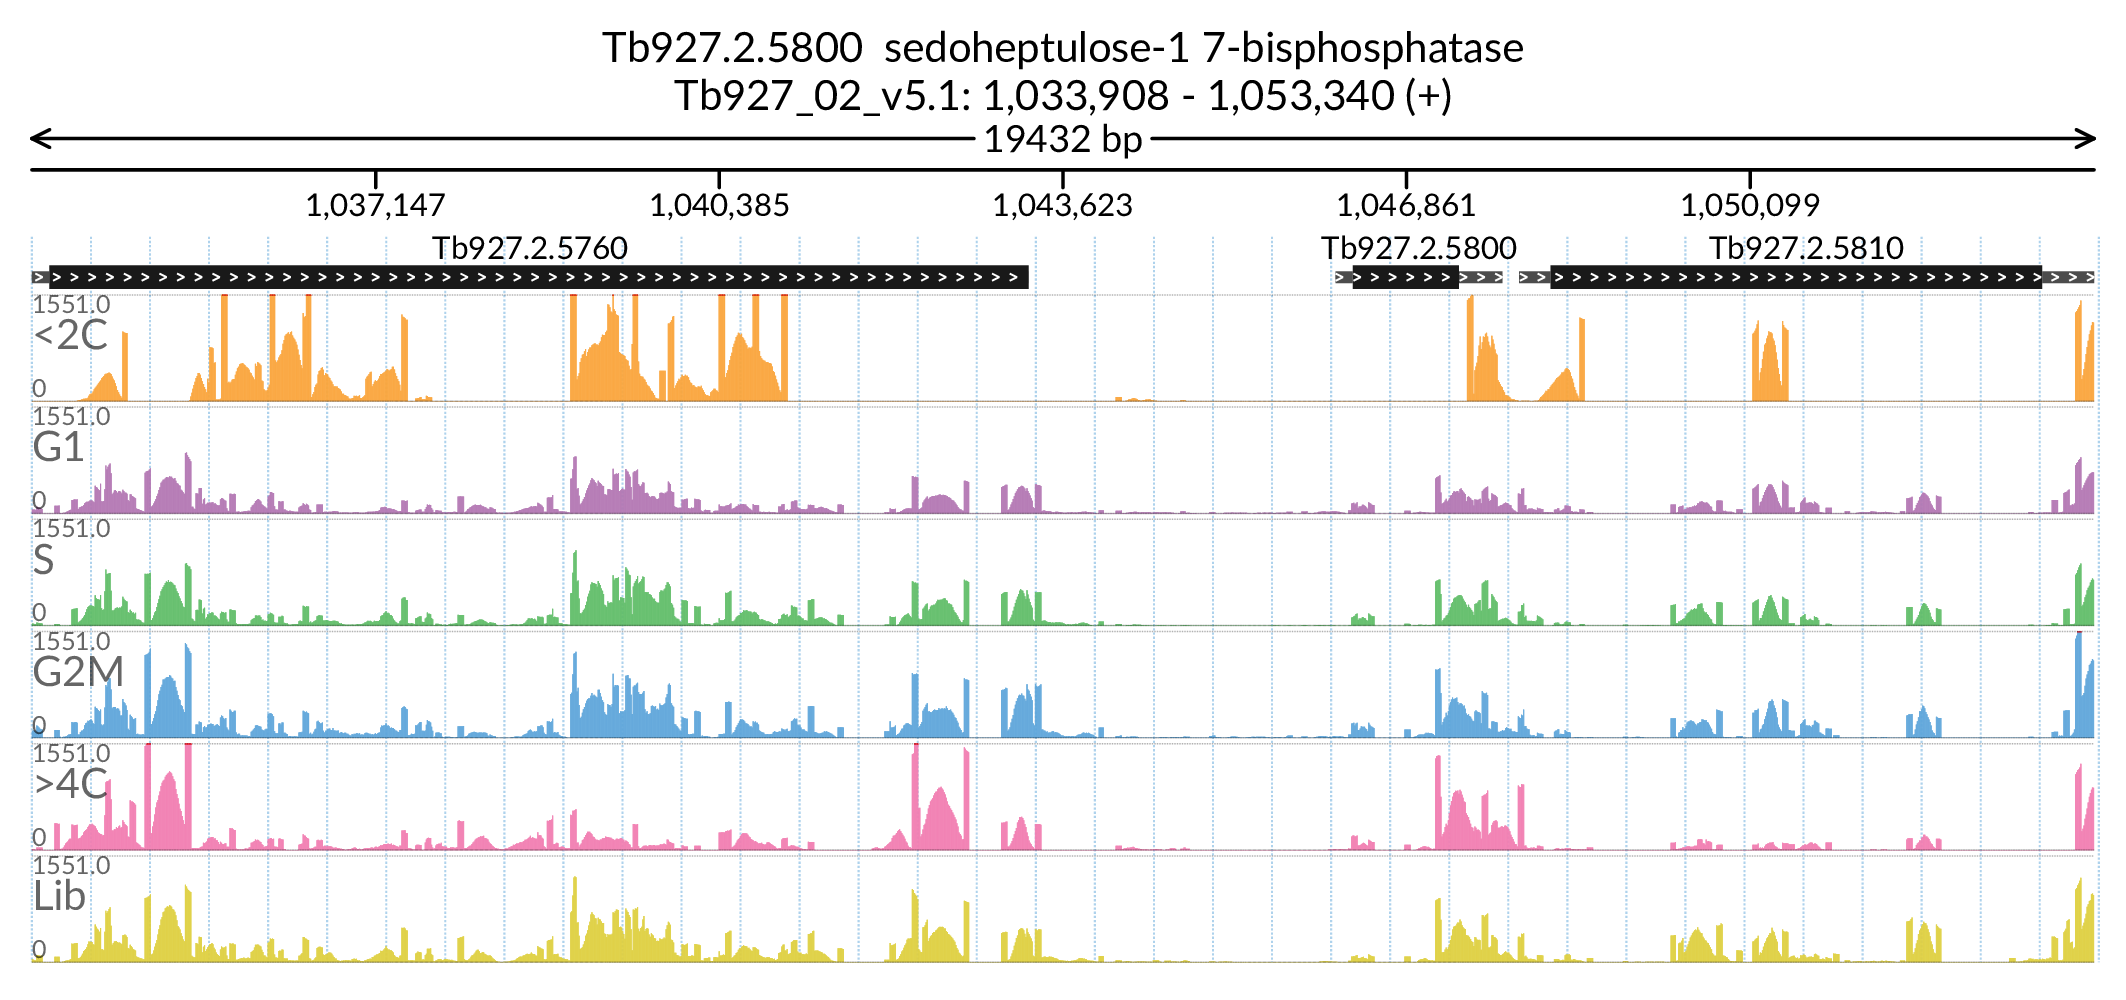 Tb927.2.5800  sedoheptulose-1 7-bisphosphatase
Tb927_02_v5.1: 1,033,908 - 1,053,340 (+)
19432 bp
1,037,147 1,040,385 1,043,623 1,046,861 1,050,099
Tb927.2.5760 Tb927.2.5800 Tb927.2.5810
1551.0
<2C
0
1551.0
G1
0
1551.0
S
0
1551.0
G2M
0
1551.0
>4C
0
1551.0
Lib
0